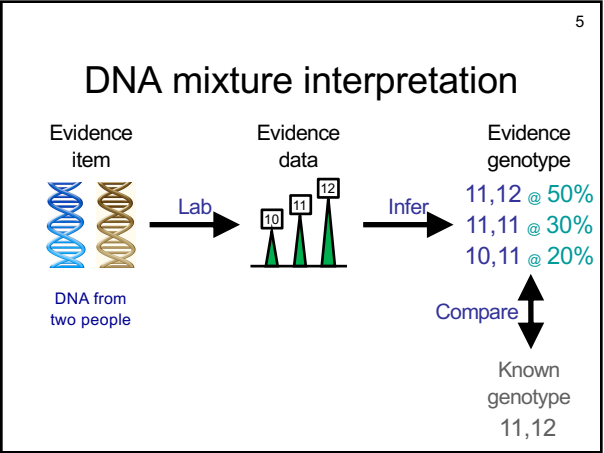 5
DNA mixture interpretation
Evidence
item
Evidence
data
Evidence
genotype
Lab
10
11
12
Infer
11,12 @ 50%
11,11 @ 30%
10,11 @ 20%
DNA from
two people
Compare
Known
genotype
11,12